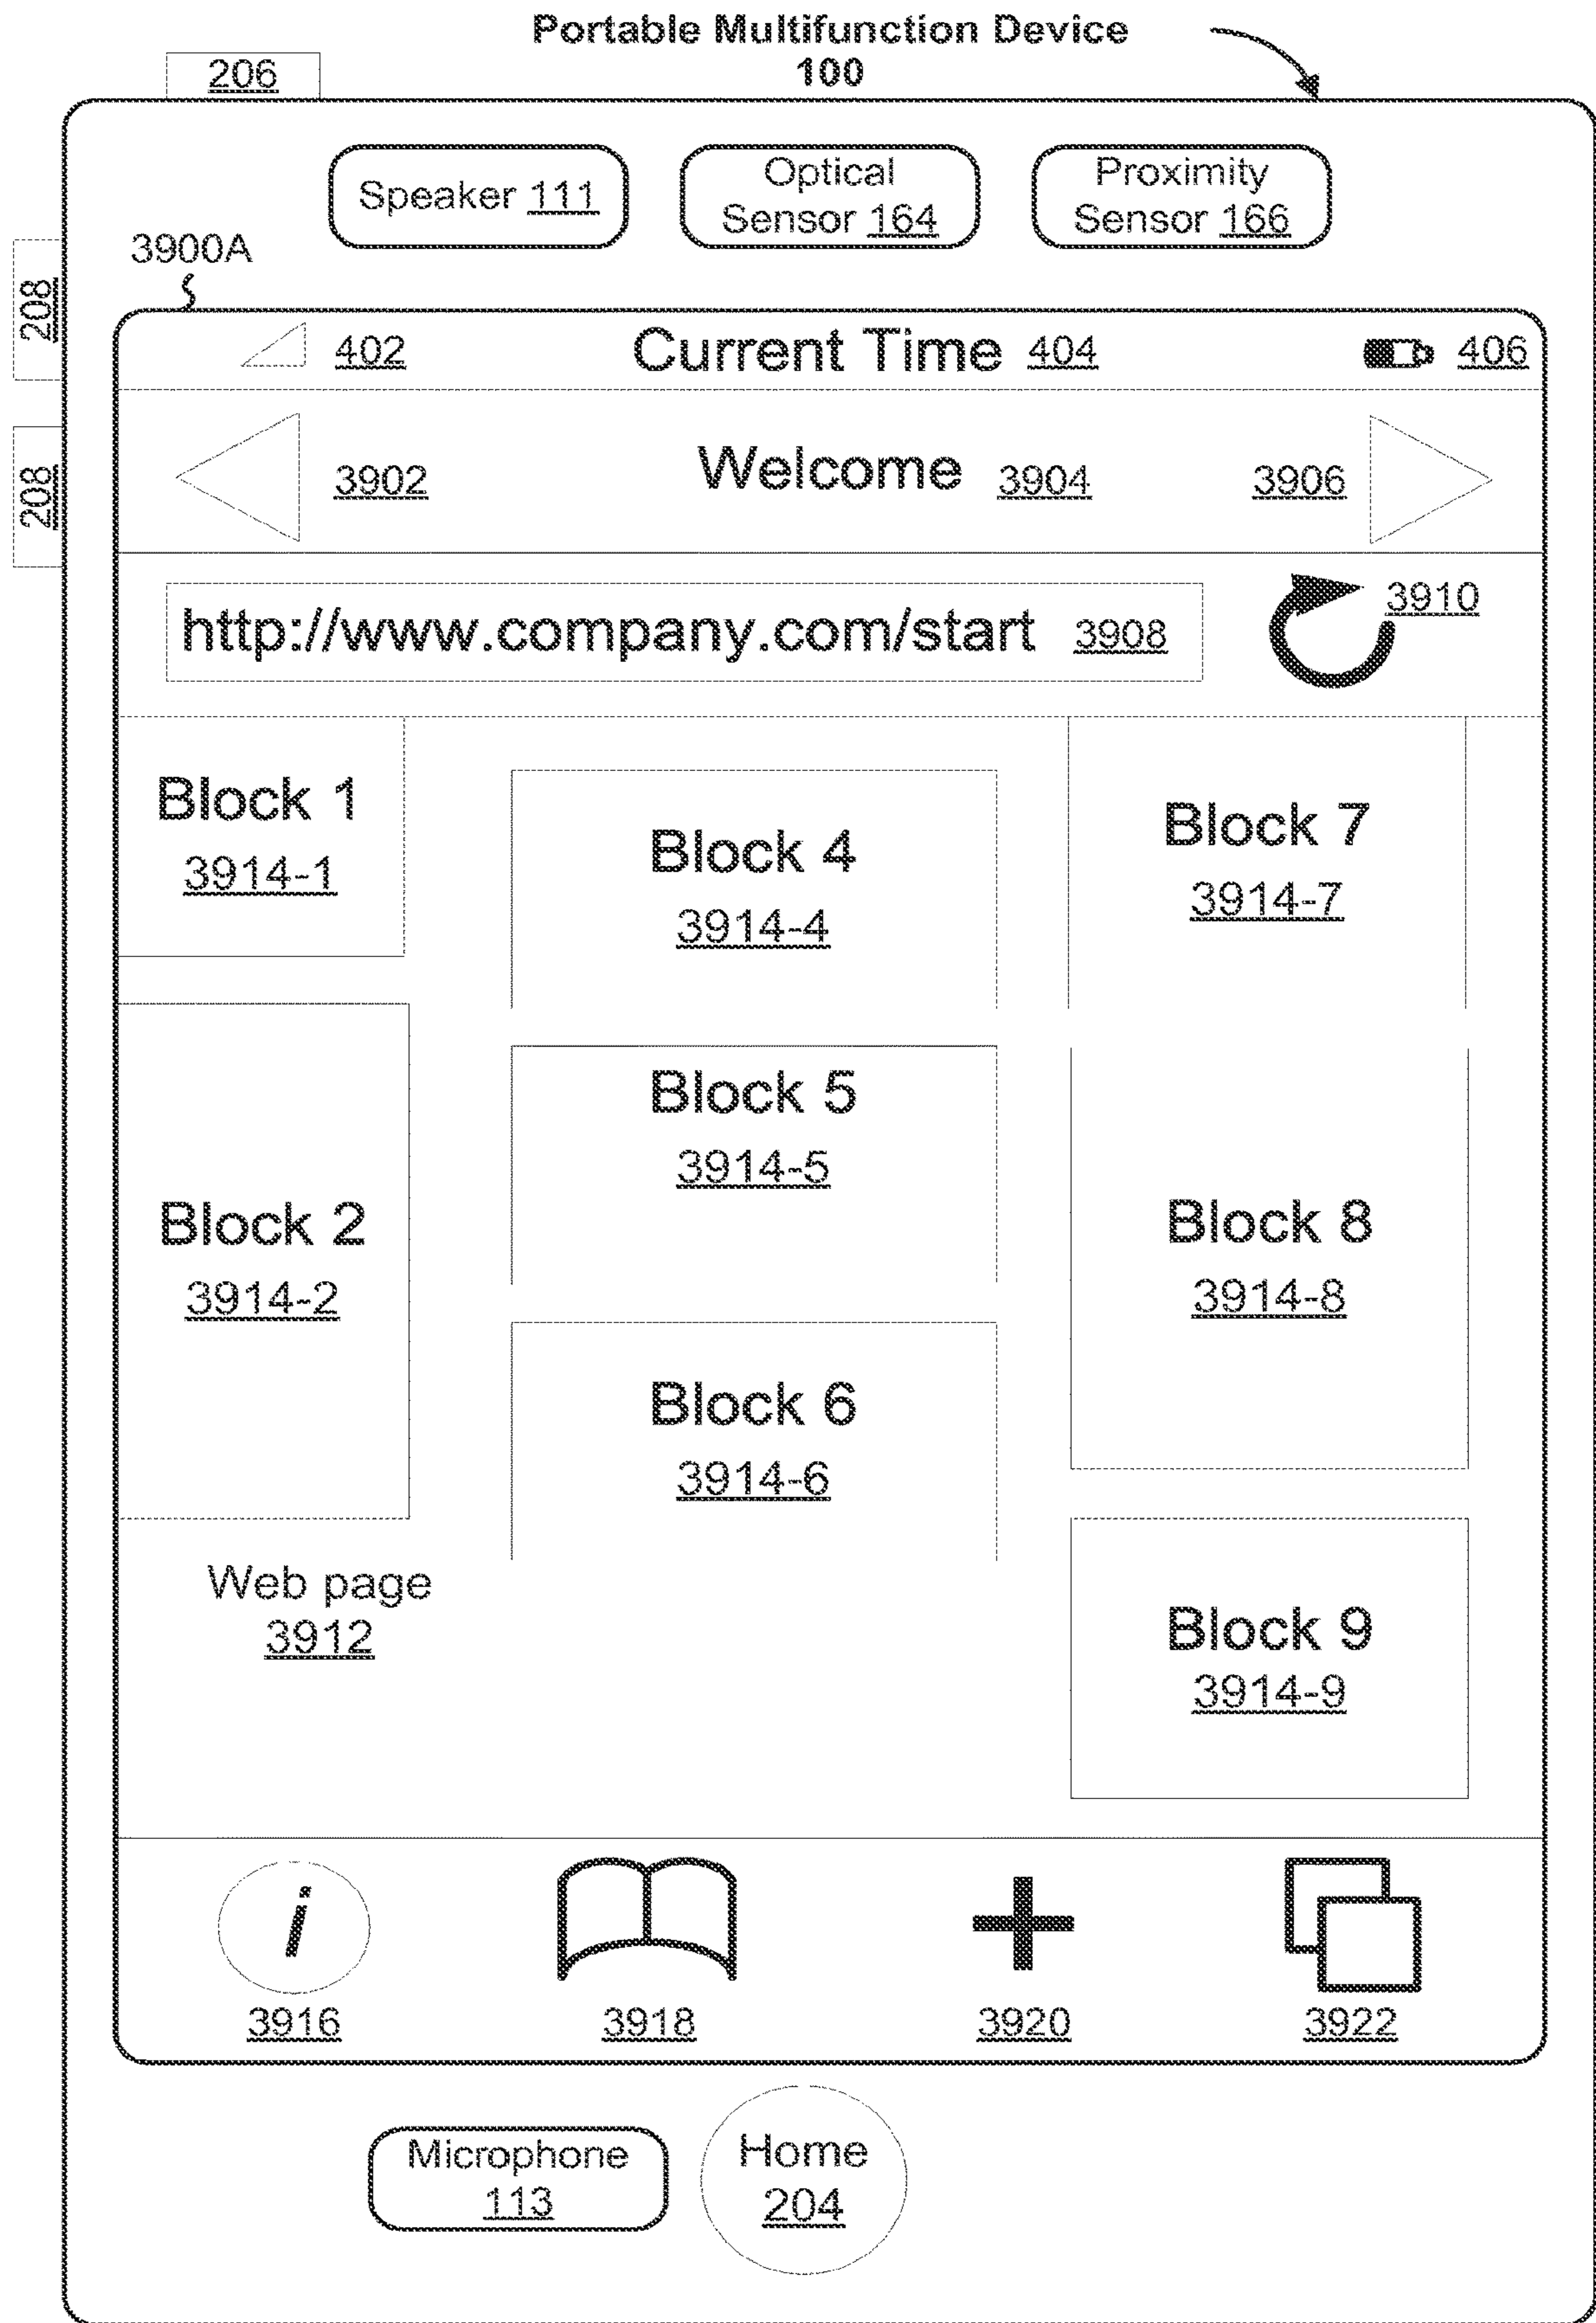 Portable Multifunction Device
100
206
Speaker 111
Optical
Sensor 164
Proximity
Sensor 166
3900A
208
208
402
Current Time 404
406
3902
Welcome 3904
3906
http://www.company.com/start 3908
3910
Block 1
3914-1
Block 4
3914-4
Block 7
3914-7
Block 2
3914-2
Block 5
3914-5
Block 8
3914-8
Block 6
3914-6
Web page
3912
Block 9
3914-9
i
3916
3918
3920
3922
Microphone
113
Home
204